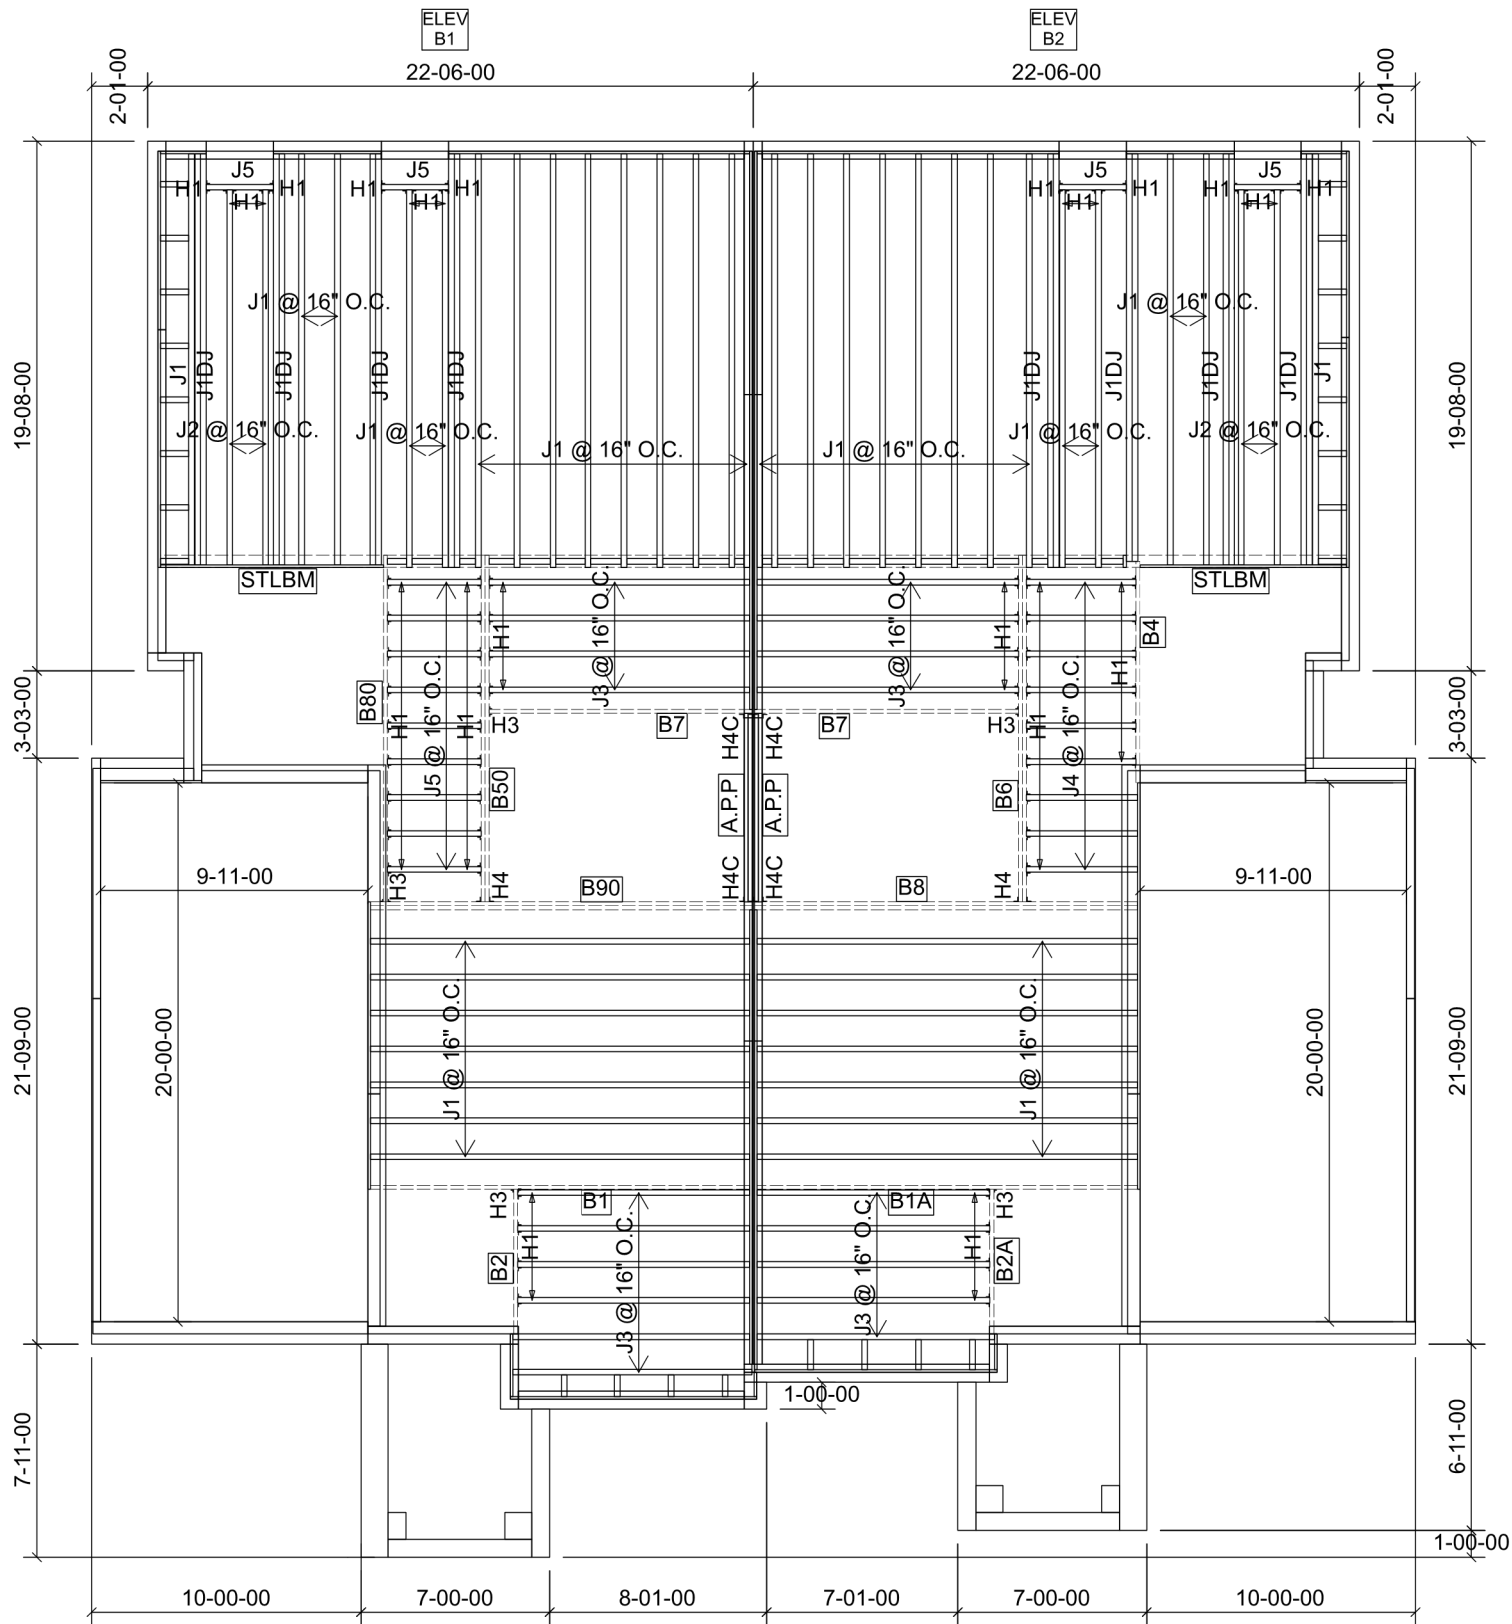 ELEV
B1
ELEV
B2
2-01-00
22-06-00
22-06-00
2-01-00
J5
J5
J5
J5
H1
H1
H1
H1
H1
H1
H1
H1
H1
H1
H1
H1
J1 @ 16" O.C.
J1 @ 16" O.C.
19-08-00
J1
J1DJ
J1DJ
J1DJ
J1DJ
J1DJ
J1DJ
J1DJ
J1DJ
J1
19-08-00
J2 @ 16" O.C.
J1 @ 16" O.C.
J1 @ 16" O.C.
J2 @ 16" O.C.
J1 @ 16" O.C.
J1 @ 16" O.C.
STLBM
STLBM
H1
J3 @ 16" O.C.
J3 @ 16" O.C.
H1
B4
3-03-00
B80
H1
J5 @ 16" O.C.
H1
H1
J4 @ 16" O.C.
H1
3-03-00
H3
B7
H4C
H4C
B7
H3
B50
A.P.P
A.P.P
B6
9-11-00
9-11-00
H3
H4
B90
H4C
H4C
B8
H4
21-09-00
20-00-00
J1 @ 16" O.C.
J1 @ 16" O.C.
20-00-00
21-09-00
H3
B1
B1A
H3
B2
H1
J3 @ 16" O.C.
J3 @ 16" O.C.
H1
B2A
1-00-00
7-11-00
6-11-00
1-00-00
10-00-00
7-00-00
8-01-00
7-01-00
7-00-00
10-00-00